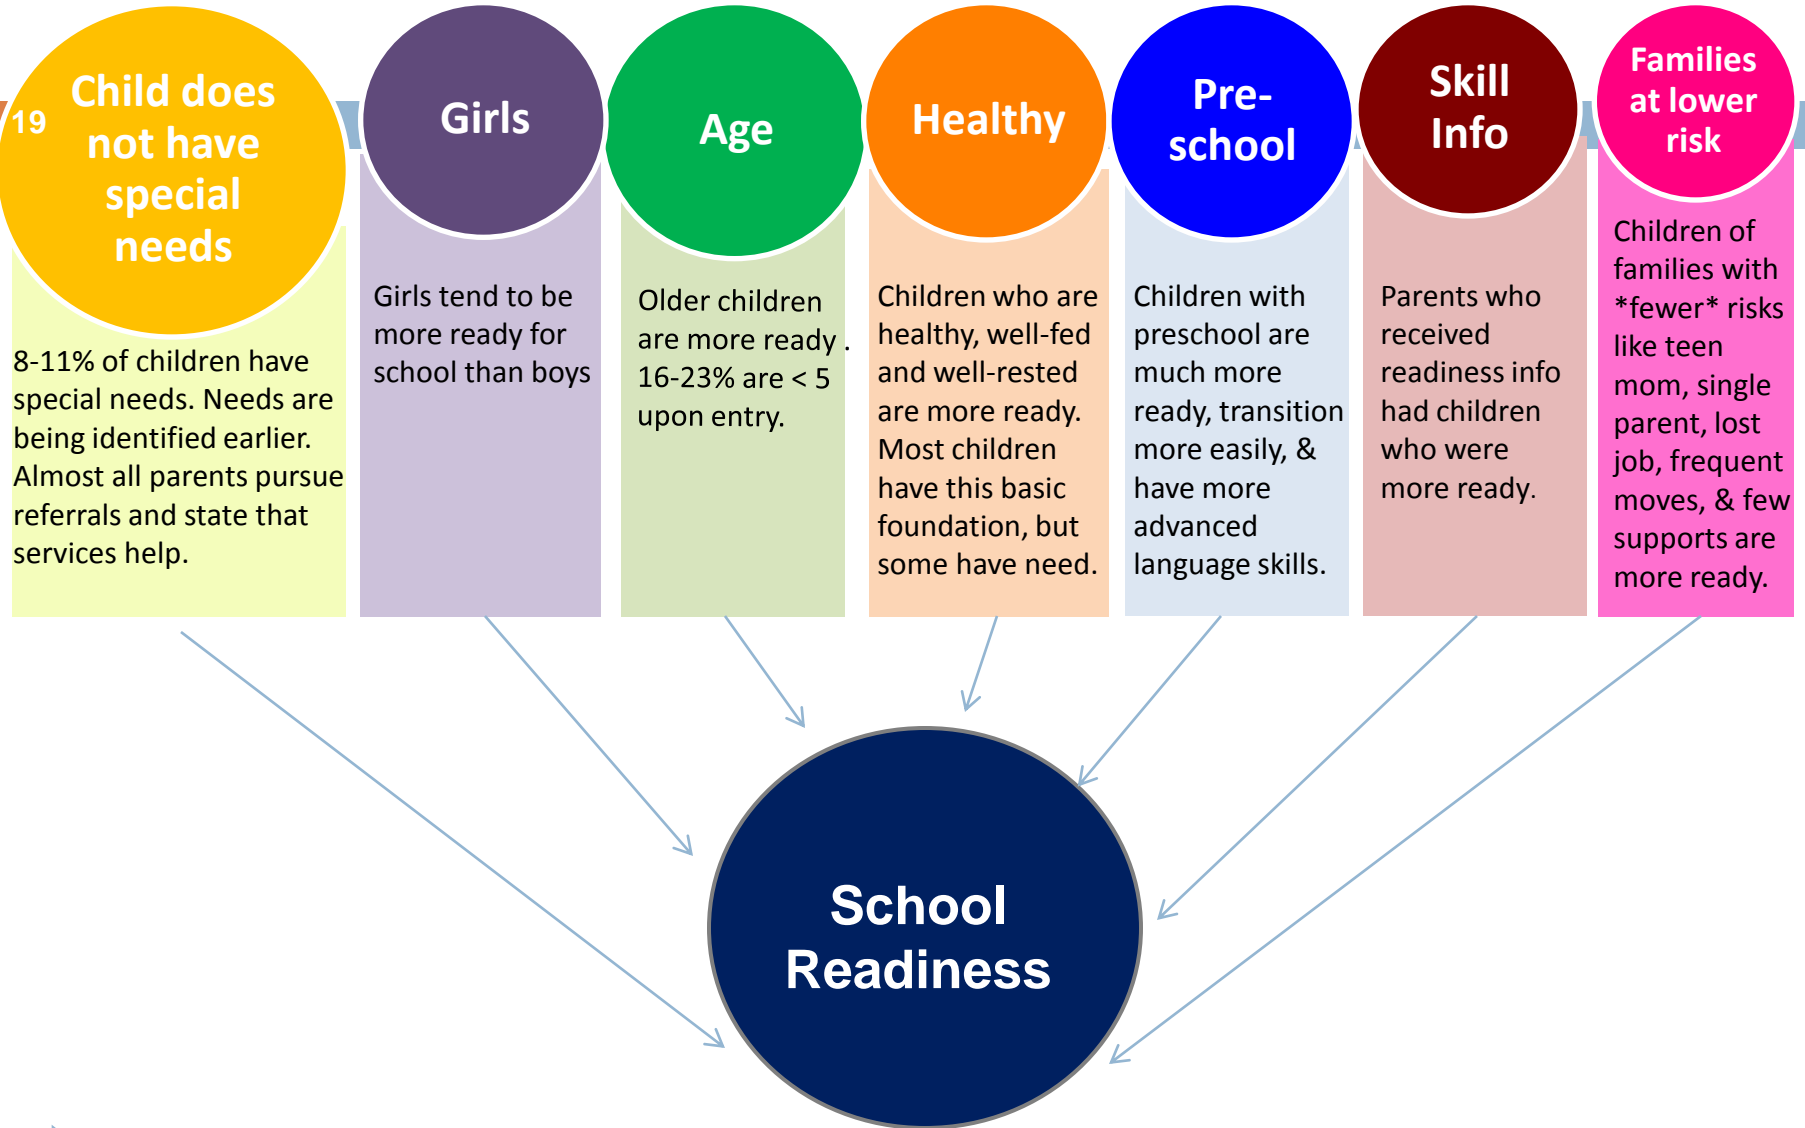 19
Child does
not have
special
needs
8-11% of children have
special needs. Needs are
being identified earlier.
Almost all parents pursue
referrals and state that
services help.
Girls
Girls tend to be
more ready for
school than boys
Age
Older children
are more ready .
16-23% are < 5
upon entry.
Healthy
Children who are
healthy, well-fed
and well-rested
are more ready.
Most children
have this basic
foundation, but
some have need.
Pre-
school
Children with
preschool are
much more
ready, transition
more easily, &
have more
advanced
language skills.
Skill
Info
Parents who
received
readiness info
had children
who were
more ready.
Families
at lower
risk
Children of
families with
*fewer* risks
like teen
mom, single
parent, lost
job, frequent
moves, & few
supports are
more ready.
School
Readiness